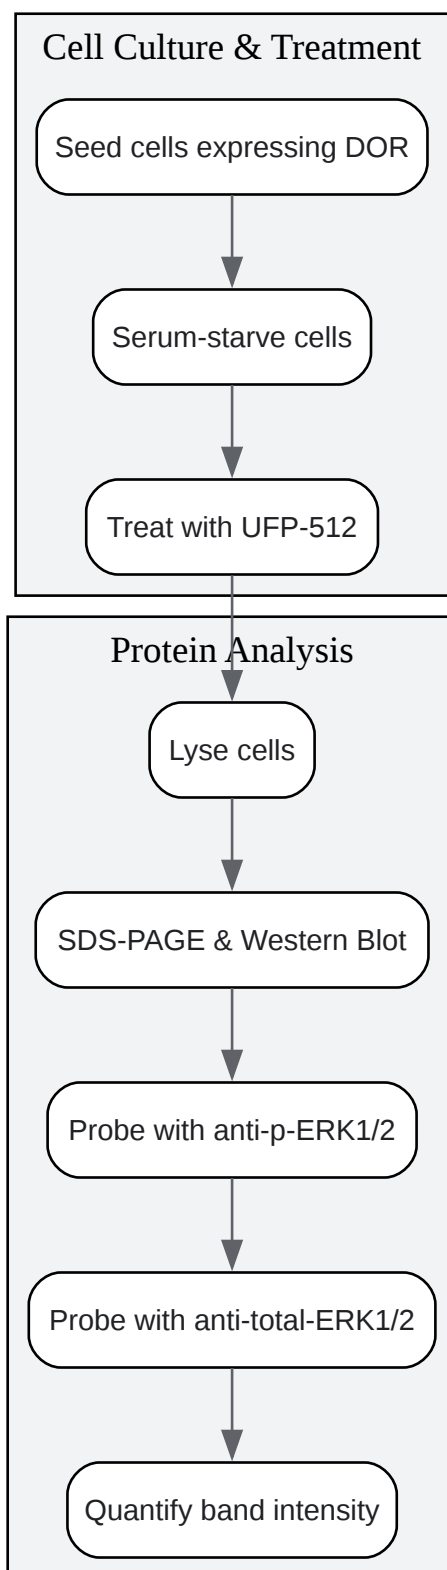 Cell Culture & Treatment
Seed cells expressing DOR
Serum-starve cells
Treat with UFP-512
Protein Analysis
Lyse cells
SDS-PAGE & Western Blot
Probe with anti-p-ERK1/2
Probe with anti-total-ERK1/2
Quantify band intensity